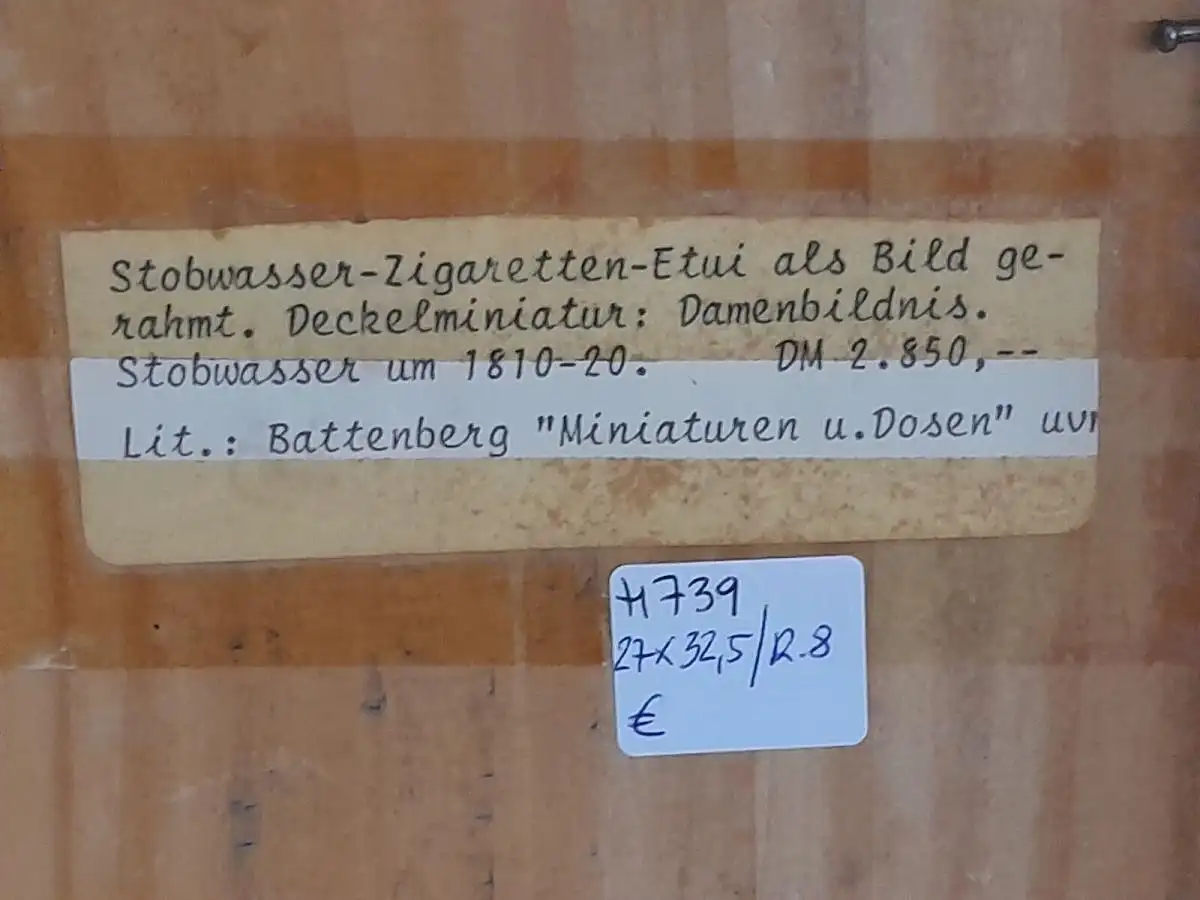 Stobwasser-Zigaretten-Etui als Bild ge-
rahmt. Deckelminiatur: Damenbildnis.
Stobwasser um 1810-20. DM 2.850,--
Lit.: Battenberg "Miniaturen u.Dosen"
H739
27x32,5/R.8
€